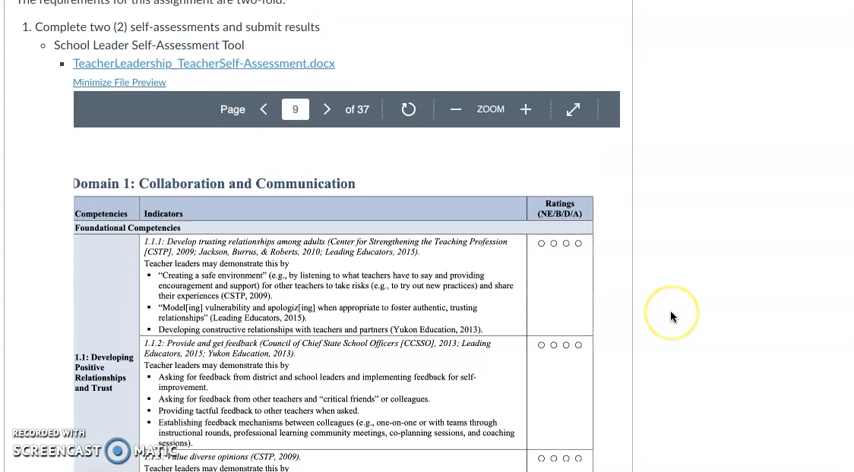 The requirements for this assignment are two-fold:
1. Complete two (2) self-assessments and submit results
School Leader Self-Assessment Tool
TeacherLeadership_TeacherSelf-Assessment.docx
Minimize File Preview
Page 9 of 37 ZOOM
Domain 1: Collaboration and Communication
Competencies Indicators Ratings
(NE/B/D/A)
Foundational Competencies
1.1.1: Develop trusting relationships among adults (Center for Strengthening the Teaching Profession
[CSTP], 2009; Jackson, Burrus, & Roberts, 2010; Leading Educators, 2015).
Teacher leaders may demonstrate this by
▪ “Creating a safe environment” (e.g., by listening to what teachers have to say and providing
encouragement and support) for other teachers to take risks (e.g., to try out new practices) and share
their experiences (CSTP, 2009).
▪ “Model[ing] vulnerability and apologiz[ing] when appropriate to foster authentic, trusting
relationships” (Leading Educators, 2015).
▪ Developing constructive relationships with teachers and partners (Yukon Education, 2013).
1.1: Developing
Positive
Relationships
and Trust
1.1.2: Provide and get feedback (Council of Chief State School Officers [CCSSO], 2013; Leading
Educators, 2015; Yukon Education, 2013).
Teacher leaders may demonstrate this by
▪ Asking for feedback from district and school leaders and implementing feedback for self-
improvement.
▪ Asking for feedback from other teachers and “critical friends” or colleagues.
▪ Providing tactful feedback to other teachers when asked.
▪ Establishing feedback mechanisms between colleagues (e.g., one-on-one or with teams through
instructional rounds, professional learning community meetings, co-planning sessions, and coaching
sessions).
1.1.3: Value diverse opinions (CSTP, 2009).
Teacher leaders may demonstrate this by
RECORDED WITH
SCREENCAST MATIC